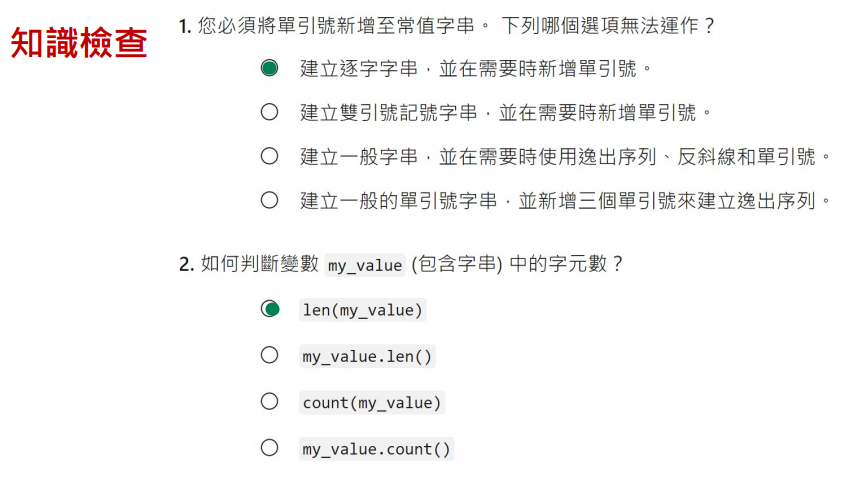 知識檢查
1. 您必須將單引號新增至常值字串。 下列哪個選項無法運作？
建立逐字字串，並在需要時新增單引號。
建立雙引號記號字串，並在需要時新增單引號。
建立一般字串，並在需要時使用逸出序列、反斜線和單引號。
建立一般的單引號字串，並新增三個單引號來建立逸出序列。
2. 如何判斷變數 my_value (包含字串) 中的字元數？
len(my_value)
my_value.len()
count(my_value)
my_value.count()